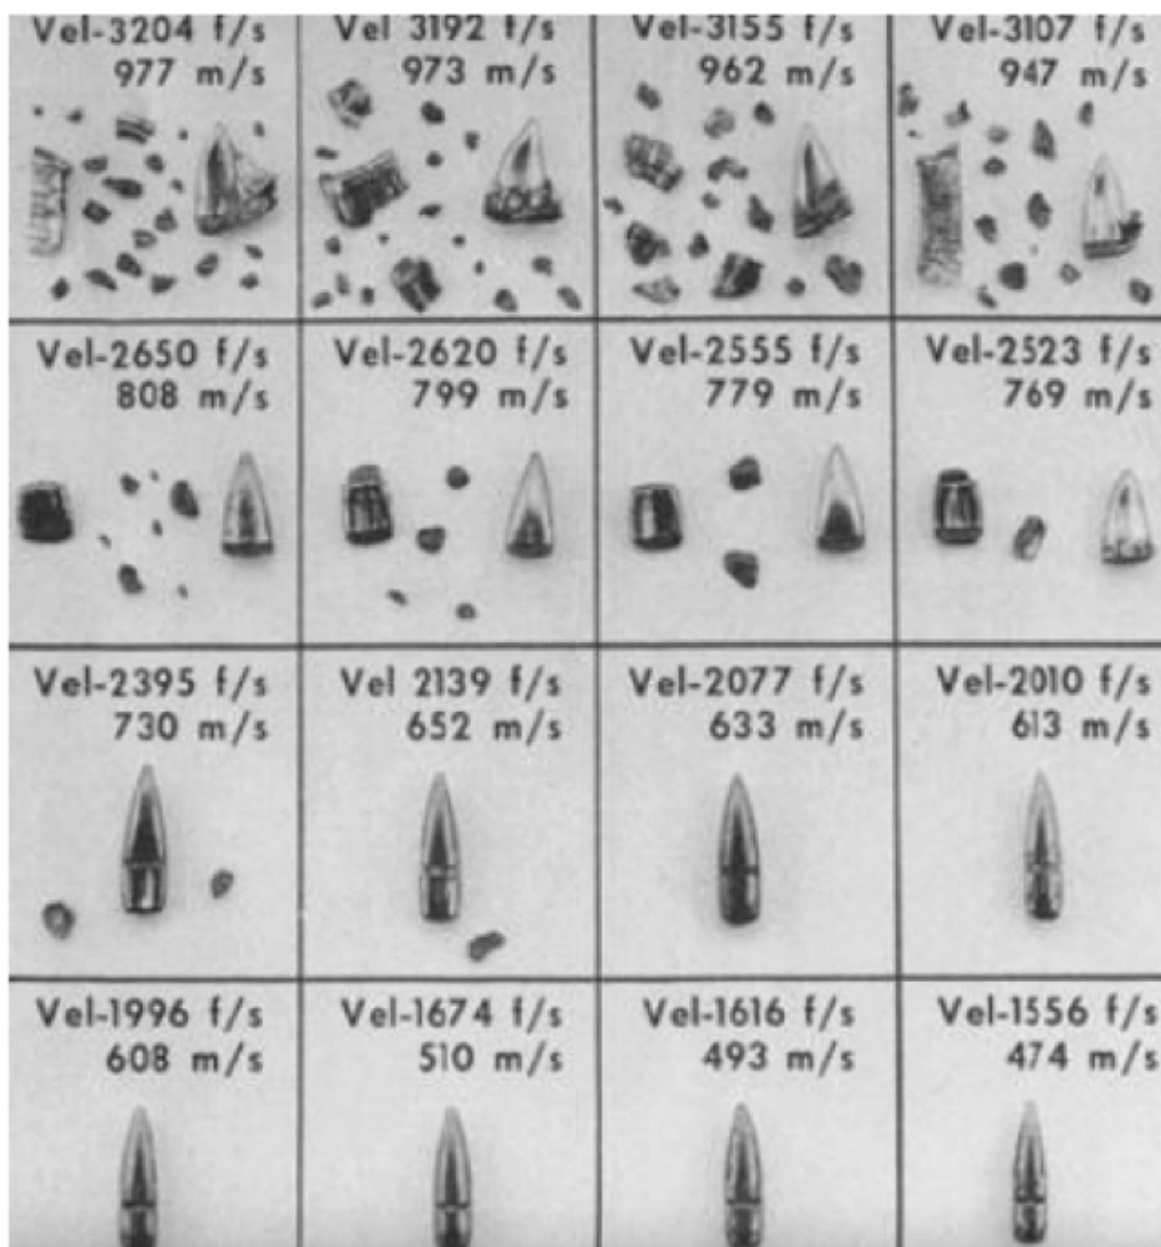 Vel-3204 f/s
977 m/s
Vel 3192 f/s
973 m/s
Vel-3155 f/s
962 m/s
Vel-3107 f/s
947 m/s
Vel-2650 f/s
808 m/s
Vel-2620 f/s
799 m/s
Vel-2555 f/s
779 m/s
Vel-2523 f/s
769 m/s
Vel-2395 f/s
730 m/s
Vel 2139 f/s
652 m/s
Vel-2077 f/s
633 m/s
Vel-2010 f/s
613 m/s
Vel-1996 f/s
608 m/s
Vel-1674 f/s
510 m/s
Vel-1616 f/s
493 m/s
Vel-1556 f/s
474 m/s